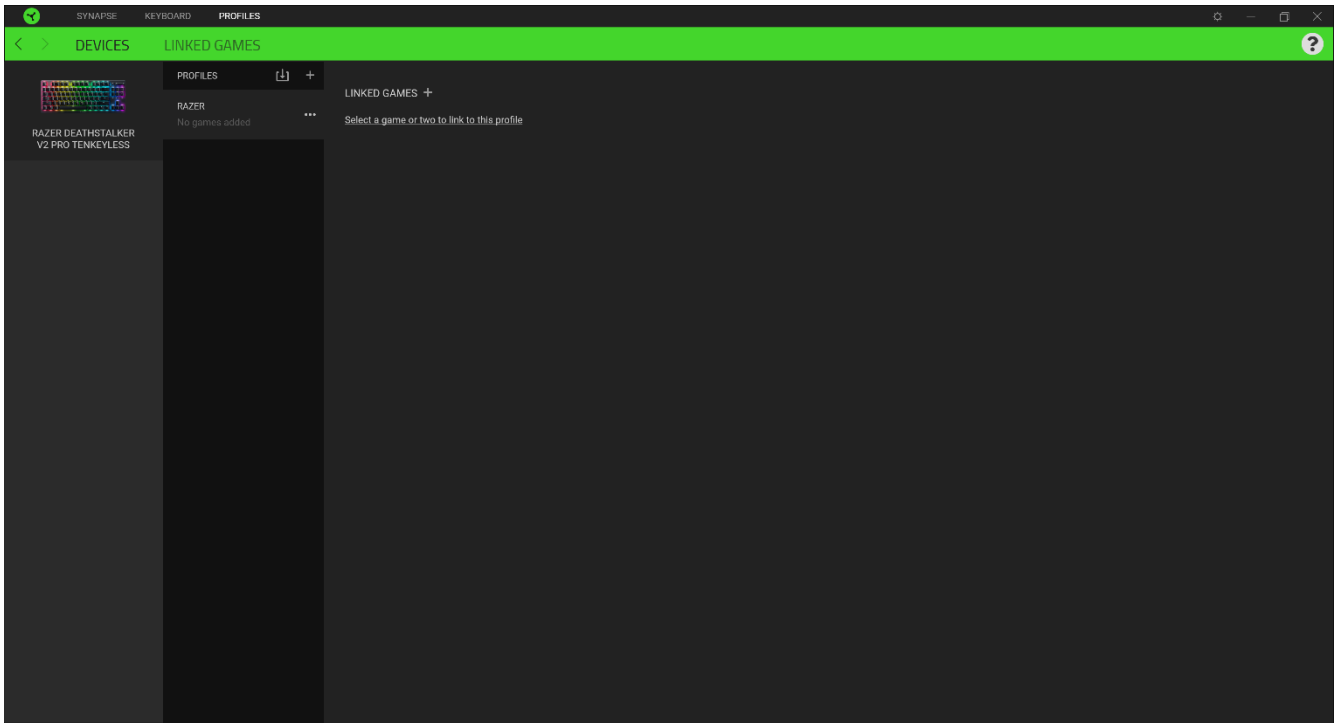 SYNAPSE KEYBOARD PROFILES
DEVICES LINKED GAMES
?
RAZER DEATHSTALKER
V2 PRO TENKEYLESS
PROFILES
RAZER
No games added
LINKED GAMES +
Select a game or two to link to this profile